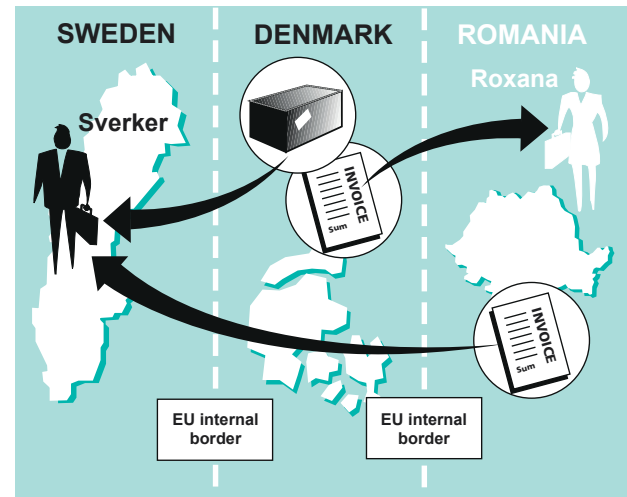 SWEDEN
DENMARK
ROMANIA
Roxana
Sverker
INVOICE
Sum
INVOICE
Sum
EU internal
border
EU internal
border